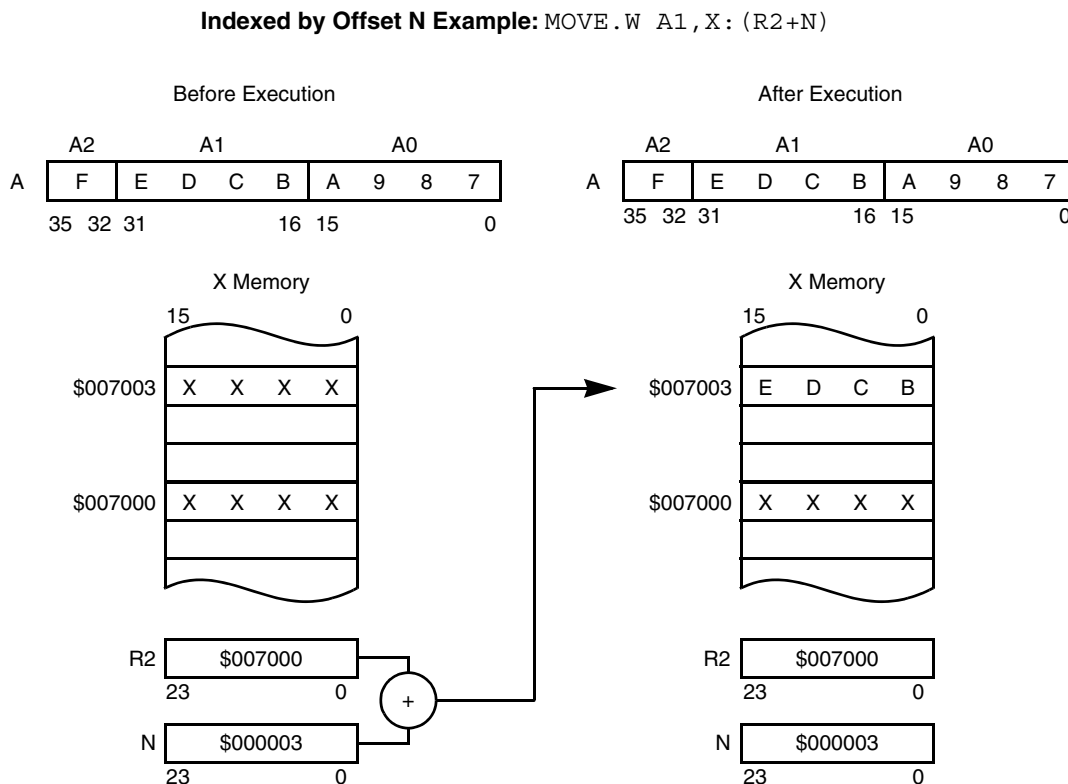 Indexed by Offset N Example: MOVE.W A1,X:(R2+N)
Before Execution
After Execution
A2 A1 A0
A2 A1 A0
A F E D C B A 9 8 7
A F E D C B A 9 8 7
35 32 31 16 15 0
35 32 31 16 15 0
X Memory
X Memory
15 0
15 0
$007003 X X X X
$007003 E D C B
$007000 X X X X
$007000 X X X X
R2 $007000
R2 $007000
23 0
23 0
+
N $000003
N $000003
23 0
23 0